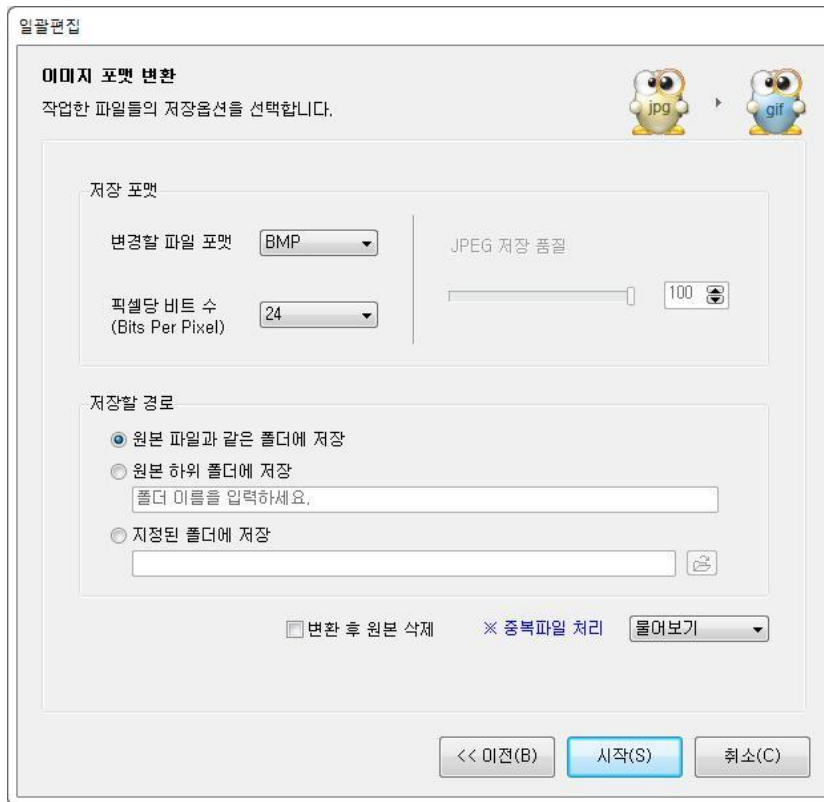 일괄편집
이미지 포맷 변환
작업한 파일들의 저장옵션을 선택합니다.
jpg
gif
저장 포맷
변경할 파일 포맷
BMP
JPEG 저장 품질
100
픽셀당 비트 수
(Bits Per Pixel)
24
저장할 경로
원본 파일과 같은 폴더에 저장
원본 하위 폴더에 저장
폴더 이름을 입력하세요.
지정된 폴더에 저장
변환 후 원본 삭제
※ 중복파일 처리
물어보기
<< 이전(B)
시작(S)
취소(C)